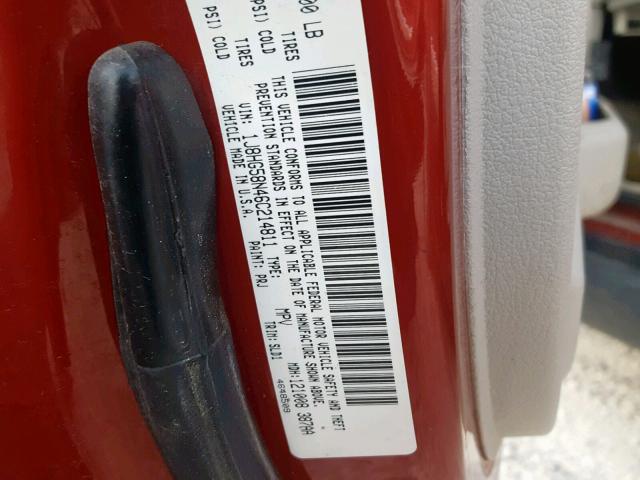 00 LB
TIRES
PSI) COLD
TIRES
PSI) COLD
THIS VEHICLE CONFORMS TO ALL APPLICABLE FEDERAL MOTOR VEHICLE SAFETY AND THEFT
PREVENTION STANDARDS IN EFFECT ON THE DATE OF MANUFACTURE SHOWN ABOVE.
VIN: 1J8HG58N46C214811 TYPE: MPV MDH:121008 387AA
VEHICLE MADE IN U.S.A. PAINT: PRJ TRIM:SLD1 4648509